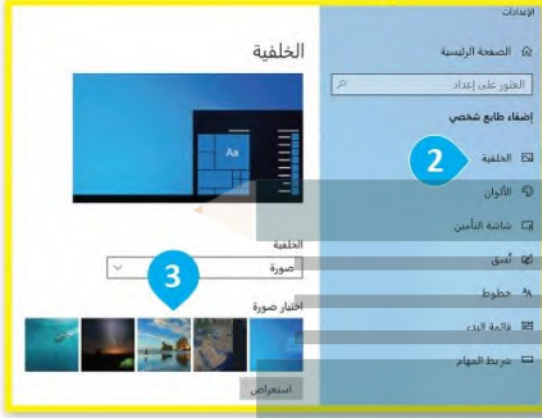 الإعدادات
الصفحة الرئيسية
العثور على إعداد
إضفاء طابع شخصي
الخلفية
2
الألوان
شاشة التأمين
نُسق
خطوط
قائمة البدء
شريط المهام
الخلفية
Aa
الخلفية
صورة
3
اختيار صورة
استعراض